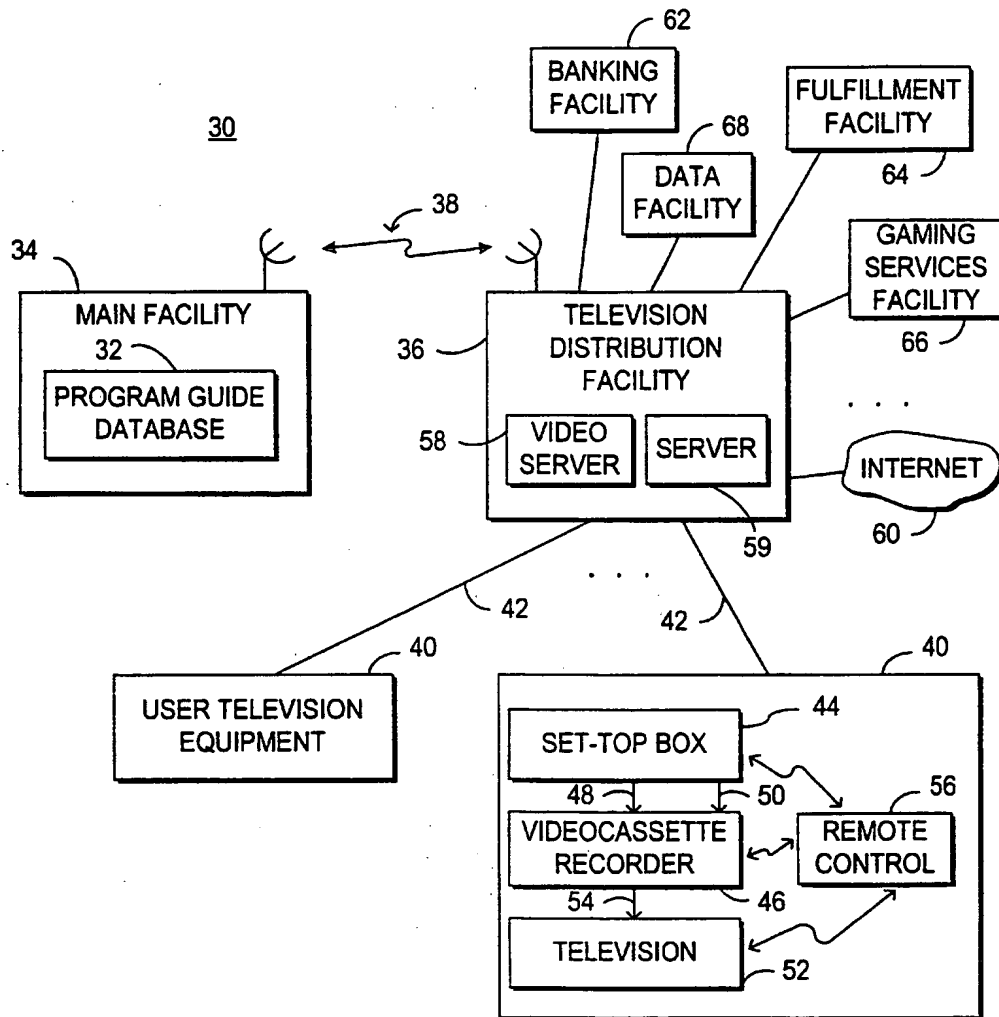 62
BANKING
FACILITY
FULFILLMENT
FACILITY
64
30
68
DATA
FACILITY
38
GAMING
SERVICES
FACILITY
66
34
MAIN FACILITY
32
PROGRAM GUIDE
DATABASE
36
TELEVISION
DISTRIBUTION
FACILITY
58
VIDEO
SERVER
SERVER
59
. . .
INTERNET
60
. . .
42
42
40
USER TELEVISION
EQUIPMENT
40
44
SET-TOP BOX
48
50
56
VIDEOCASSETTE
RECORDER
REMOTE
CONTROL
54
46
TELEVISION
52